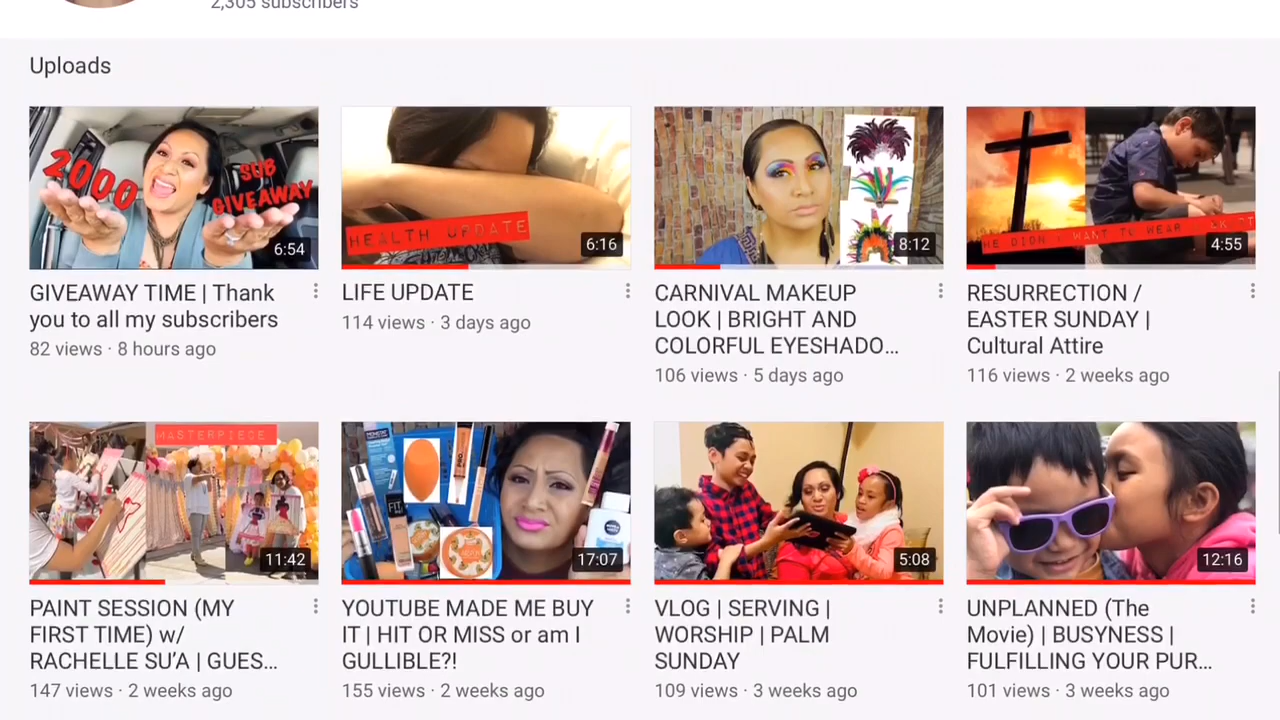 2,305 subscribers
Uploads
2000
SUB
GIVEAWAY
6:54
HEALTH UPDATE
6:16
8:12
HE DIDN'T WANT TO WEAR
4:55
GIVEAWAY TIME | Thank
you to all my subscribers
82 views · 8 hours ago
LIFE UPDATE
114 views · 3 days ago
CARNIVAL MAKEUP
LOOK | BRIGHT AND
COLORFUL EYESHADO...
106 views · 5 days ago
RESURRECTION /
EASTER SUNDAY |
Cultural Attire
116 views · 2 weeks ago
MASTERPIECE
11:42
FIT
17:07
5:08
12:16
PAINT SESSION (MY
FIRST TIME) w/
RACHELLE SU'A | GUES...
147 views · 2 weeks ago
YOUTUBE MADE ME BUY
IT | HIT OR MISS or am I
GULLIBLE?!
155 views · 2 weeks ago
VLOG | SERVING |
WORSHIP | PALM
SUNDAY
109 views · 3 weeks ago
UNPLANNED (The
Movie) | BUSYNESS |
FULFILLING YOUR PUR...
101 views · 3 weeks ago